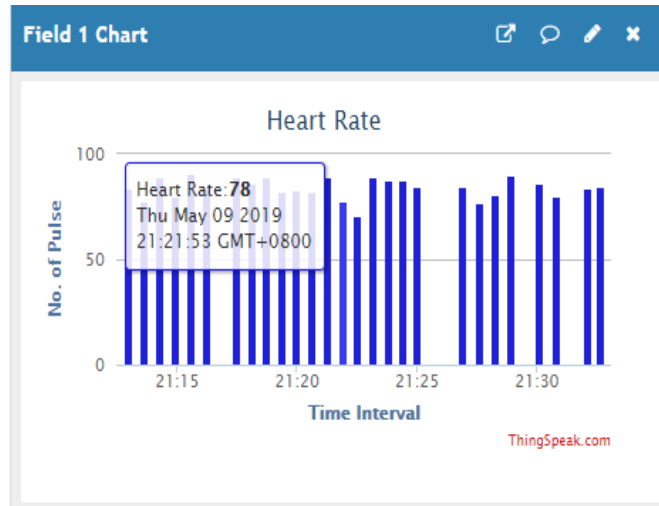 Field 1 Chart
Heart Rate
100
50
0
No. of Pulse
Heart Rate:78
Thu May 09 2019
21:21:53 GMT+0800
21:15
21:20
21:25
21:30
Time Interval
ThingSpeak.com